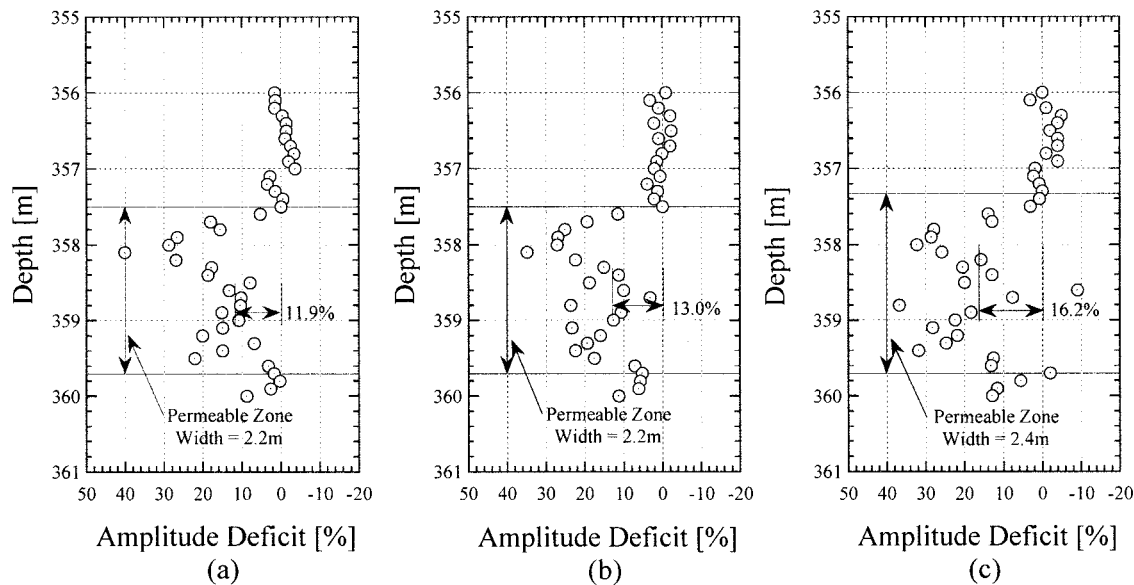 355
356
357
358
359
360
361
Depth [m]
11.9%
Permeable Zone
Width = 2.2m
50 40 30 20 10 0 -10 -20
Amplitude Deficit [%]
(a)
355
356
357
358
359
360
361
Depth [m]
13.0%
Permeable Zone
Width = 2.2m
50 40 30 20 10 0 -10 -20
Amplitude Deficit [%]
(b)
355
356
357
358
359
360
361
Depth [m]
16.2%
Permeable Zone
Width = 2.4m
50 40 30 20 10 0 -10 -20
Amplitude Deficit [%]
(c)